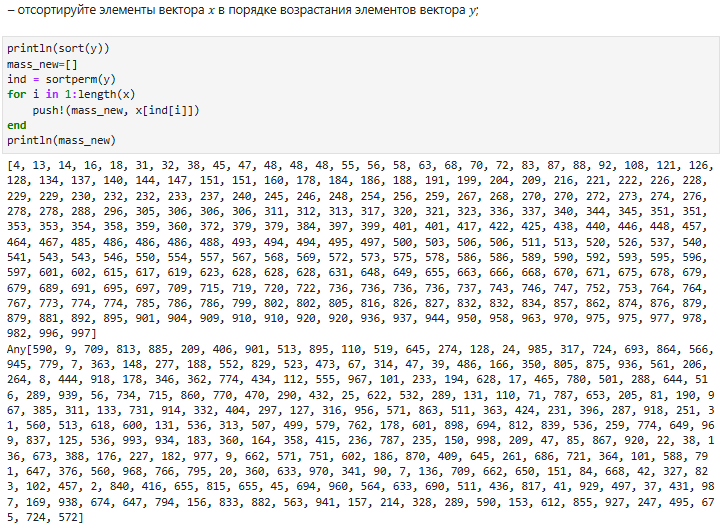 – отсортируйте элементы вектора x в порядке возрастания элементов вектора y;
println(sort(y))
mass_new=[]
ind = sortperm(y)
for i in 1:length(x)
    push!(mass_new, x[ind[i]])
end
println(mass_new)
[4, 13, 14, 16, 18, 31, 32, 38, 45, 47, 48, 48, 48, 55, 56, 58, 63, 68, 70, 72, 83, 87, 88, 92, 108, 121, 126,
128, 134, 137, 140, 144, 147, 151, 151, 160, 178, 184, 186, 188, 191, 199, 204, 209, 216, 221, 222, 226, 228,
229, 229, 230, 232, 232, 233, 237, 240, 245, 246, 248, 254, 256, 259, 267, 268, 270, 270, 272, 273, 274, 276,
278, 278, 288, 296, 305, 306, 306, 306, 311, 312, 313, 317, 320, 321, 323, 336, 337, 340, 344, 345, 351, 351,
353, 353, 354, 358, 359, 360, 372, 379, 379, 384, 397, 399, 401, 401, 417, 422, 425, 438, 440, 446, 448, 457,
464, 467, 485, 486, 486, 486, 488, 493, 494, 494, 495, 497, 500, 503, 506, 506, 511, 513, 520, 526, 537, 540,
541, 543, 543, 546, 550, 554, 557, 567, 568, 569, 572, 573, 575, 578, 586, 586, 589, 590, 592, 593, 595, 596,
597, 601, 602, 615, 617, 619, 623, 628, 628, 628, 631, 648, 649, 655, 663, 666, 668, 670, 671, 675, 678, 679,
679, 689, 691, 695, 697, 709, 715, 719, 720, 722, 736, 736, 736, 736, 737, 743, 746, 747, 752, 753, 764, 764,
767, 773, 774, 774, 785, 786, 786, 799, 802, 802, 805, 816, 826, 827, 832, 832, 834, 857, 862, 874, 876, 879,
879, 881, 892, 895, 901, 904, 909, 910, 910, 920, 920, 936, 937, 944, 950, 958, 963, 970, 975, 975, 977, 978,
982, 996, 997]
Any[590, 9, 709, 813, 885, 209, 406, 901, 513, 895, 110, 519, 645, 274, 128, 24, 985, 317, 724, 693, 864, 566,
945, 779, 7, 363, 148, 277, 188, 552, 829, 523, 473, 67, 314, 47, 39, 486, 166, 350, 805, 875, 936, 561, 206,
264, 8, 444, 918, 178, 346, 362, 774, 434, 112, 555, 967, 101, 233, 194, 628, 17, 465, 780, 501, 288, 644, 51
6, 289, 939, 56, 734, 715, 860, 770, 470, 290, 432, 25, 622, 532, 289, 131, 110, 71, 787, 653, 205, 81, 190, 9
67, 385, 311, 133, 731, 914, 332, 404, 297, 127, 316, 956, 571, 863, 511, 363, 424, 231, 396, 287, 918, 251, 3
1, 560, 513, 618, 600, 131, 536, 313, 507, 499, 579, 762, 178, 601, 898, 694, 812, 839, 536, 259, 774, 649, 96
9, 837, 125, 536, 993, 934, 183, 360, 164, 358, 415, 236, 787, 235, 150, 998, 209, 47, 85, 867, 920, 22, 38, 1
36, 673, 388, 176, 227, 182, 977, 9, 662, 571, 751, 602, 186, 870, 409, 645, 261, 686, 721, 364, 101, 588, 79
1, 647, 376, 560, 968, 766, 795, 20, 360, 633, 970, 341, 90, 7, 136, 709, 662, 650, 151, 84, 668, 42, 327, 82
3, 102, 457, 2, 840, 416, 655, 815, 655, 45, 694, 960, 564, 633, 690, 511, 436, 817, 41, 929, 497, 37, 431, 98
7, 169, 938, 674, 647, 794, 156, 833, 882, 563, 941, 157, 214, 328, 289, 590, 153, 612, 855, 927, 247, 495, 67
5, 724, 572]